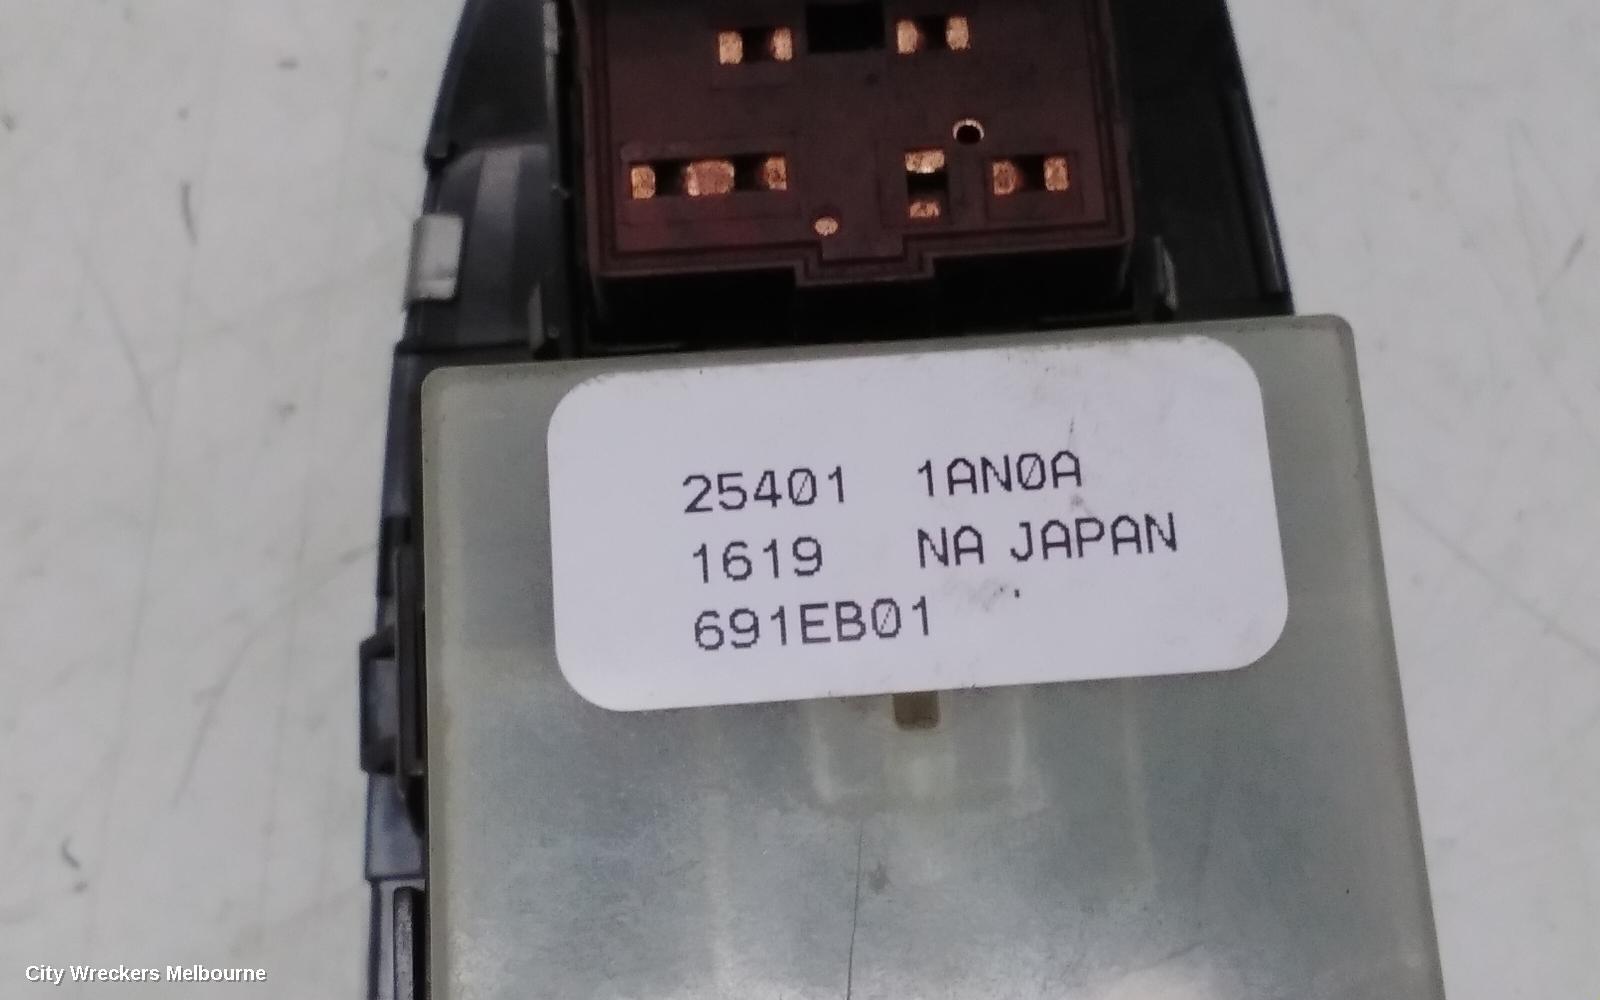 25401 1AN0A
1619 NA JAPAN
691EB01
City Wreckers Melbourne